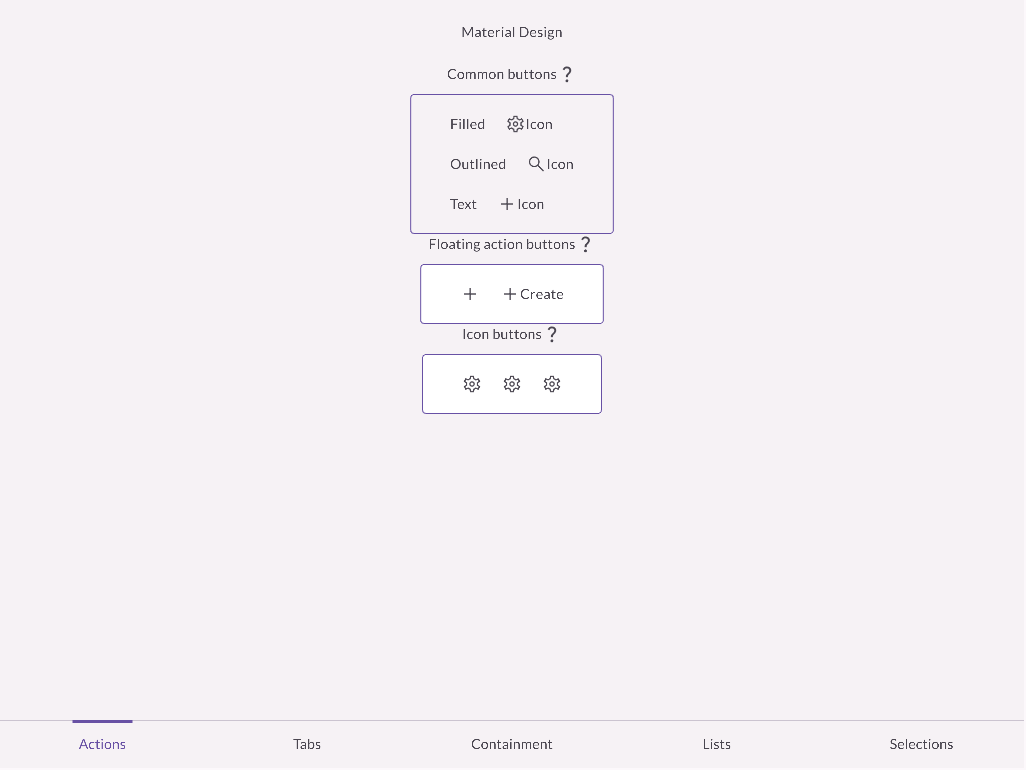 Material Design
Common buttons ?
Filled Icon
Outlined Icon
Text + Icon
Floating action buttons ?
+ + Create
Icon buttons ?
Actions Tabs Containment Lists Selections